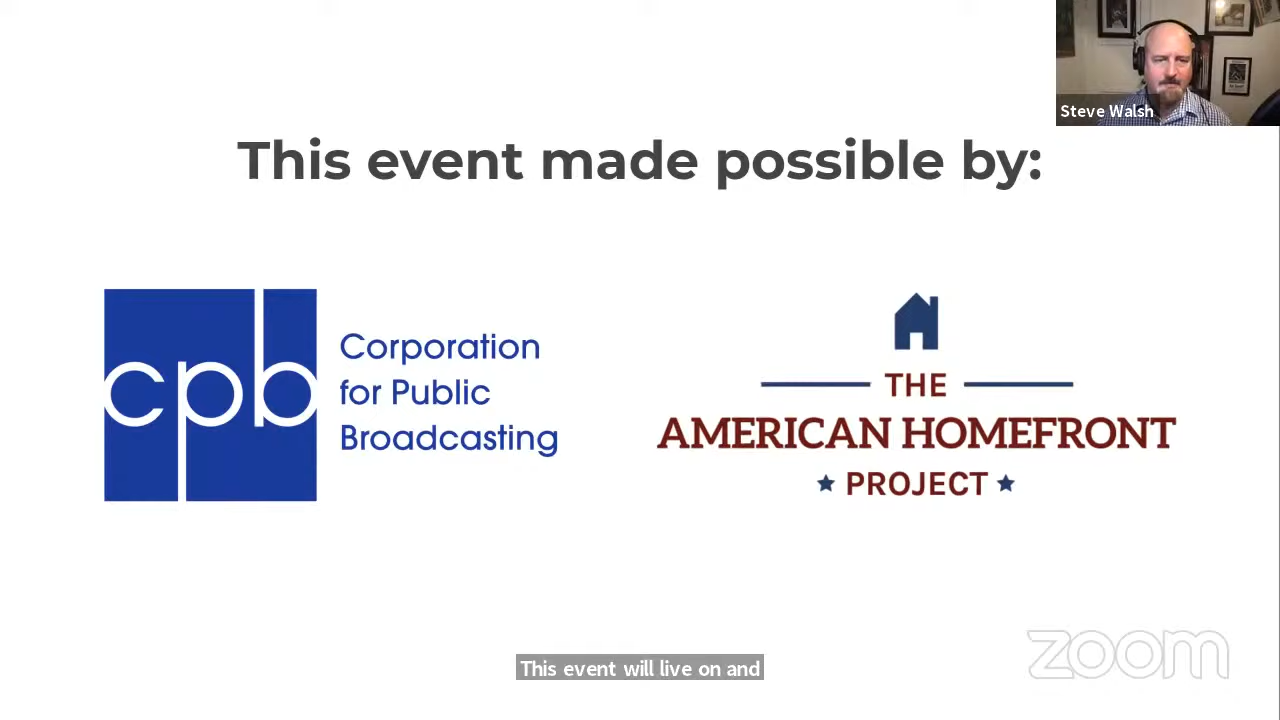 Steve Walsh
This event made possible by:
cpb
Corporation
for Public
Broadcasting
THE
AMERICAN HOMEFRONT
PROJECT
This event will live on and
zoom